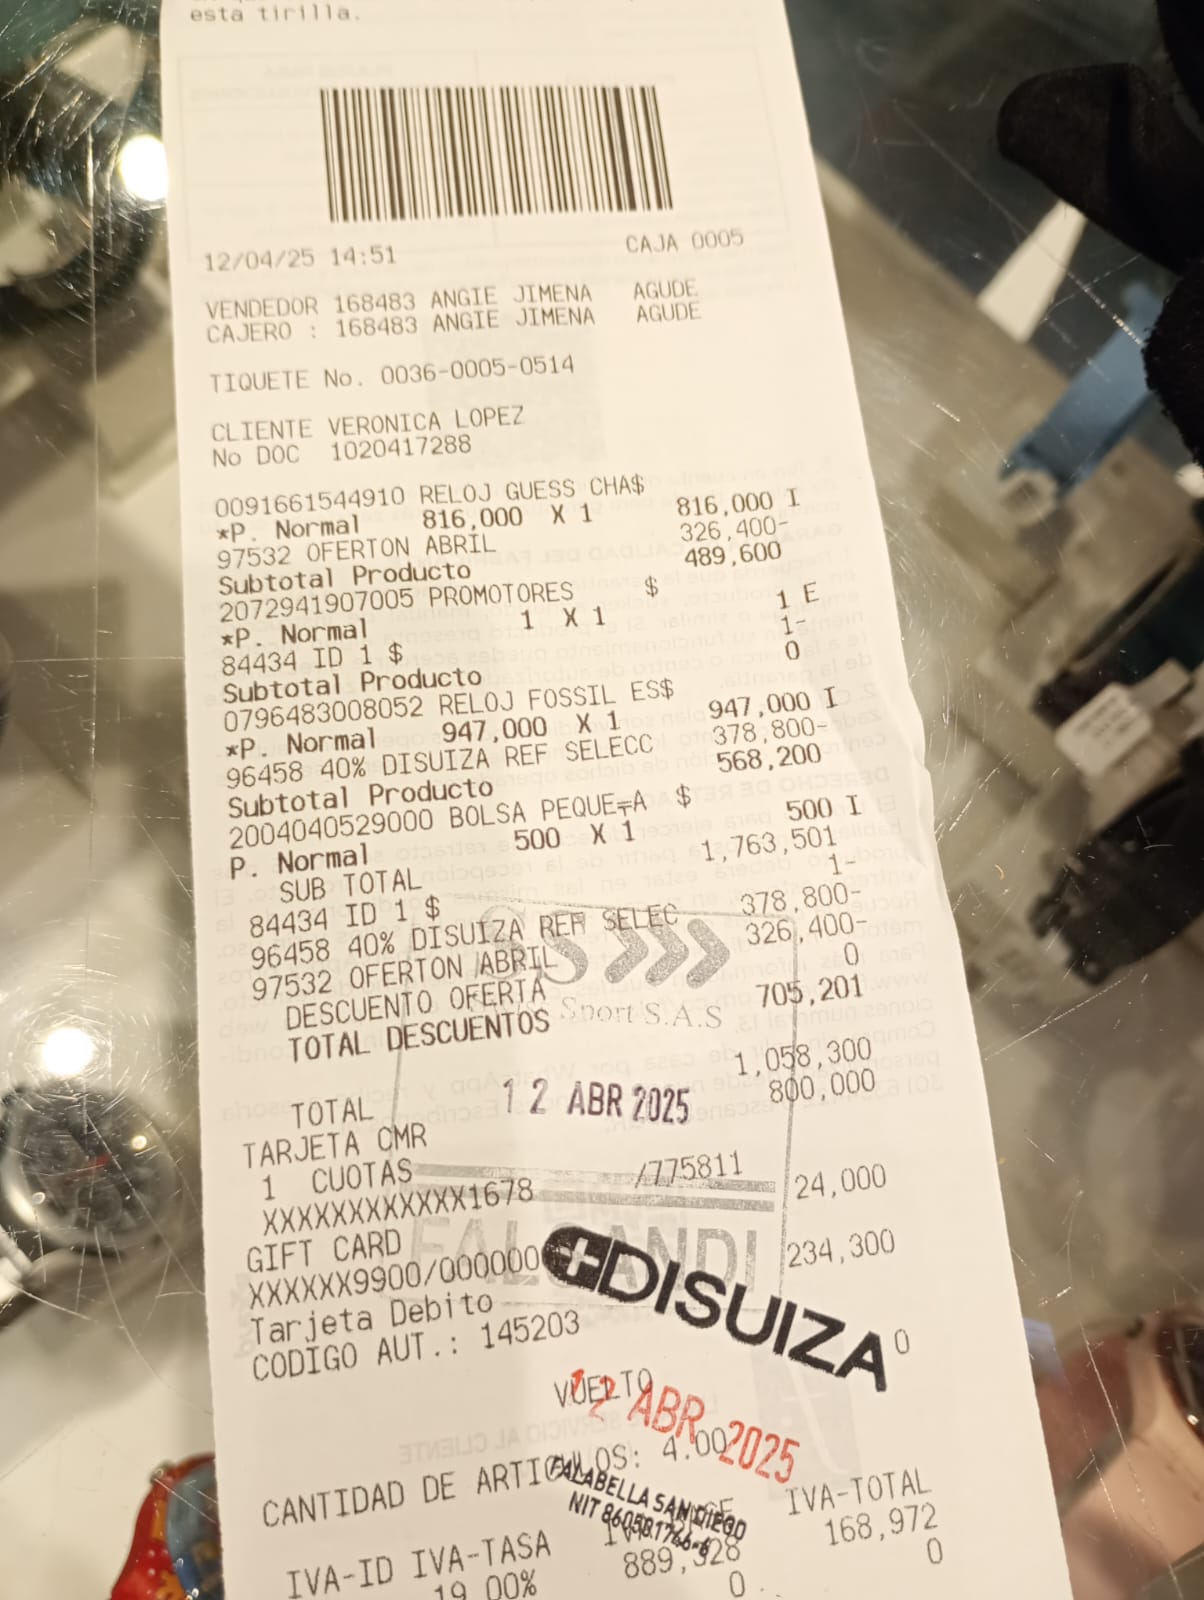 esta tirilla.
12/04/25 14:51 CAJA 0005
VENDEDOR 168483 ANGIE JIMENA AGUDE
CAJERO : 168483 ANGIE JIMENA AGUDE
TIQUETE No. 0036-0005-0514
CLIENTE VERONICA LOPEZ
No DOC 1020417288
0091661544910 RELOJ GUESS CHA$
*P. Normal 816,000 X 1 816,000 I
97532 OFERTON ABRIL 326,400-
Subtotal Producto 489,600
2072941907005 PROMOTORES $
*P. Normal 1 X 1 1 E
84434 ID 1 $ 1-
Subtotal Producto 0
0796483008052 RELOJ FOSSIL ES$
*P. Normal 947,000 X 1 947,000 I
96458 40% DISUIZA REF SELECC 378,800-
Subtotal Producto 568,200
2004040529000 BOLSA PEQUE╤A $
P. Normal 500 X 1 500 I
SUB TOTAL 1,763,501
84434 ID 1 $ 1-
96458 40% DISUIZA REF SELEC 378,800-
97532 OFERTON ABRIL 326,400-
DESCUENTO OFERTA 0
TOTAL DESCUENTOS 705,201
Sport S.A.S
12 ABR 2025
TOTAL 1,058,300
TARJETA CMR 800,000
1 CUOTAS /775811
XXXXXXXXXXXX1678
GIFT CARD 24,000
XXXXXX9900/000000
Tarjeta Debito 234,300
CODIGO AUT.: 145203
DISUIZA
VUELTO 0
12 ABR 2025
CANTIDAD DE ARTICULOS: 4.00
FALABELLA SAN DIEGO
NIT 860581766-6
IVA-ID IVA-TASA IVA-TOTAL
19.00% 889,328 168,972
0 0